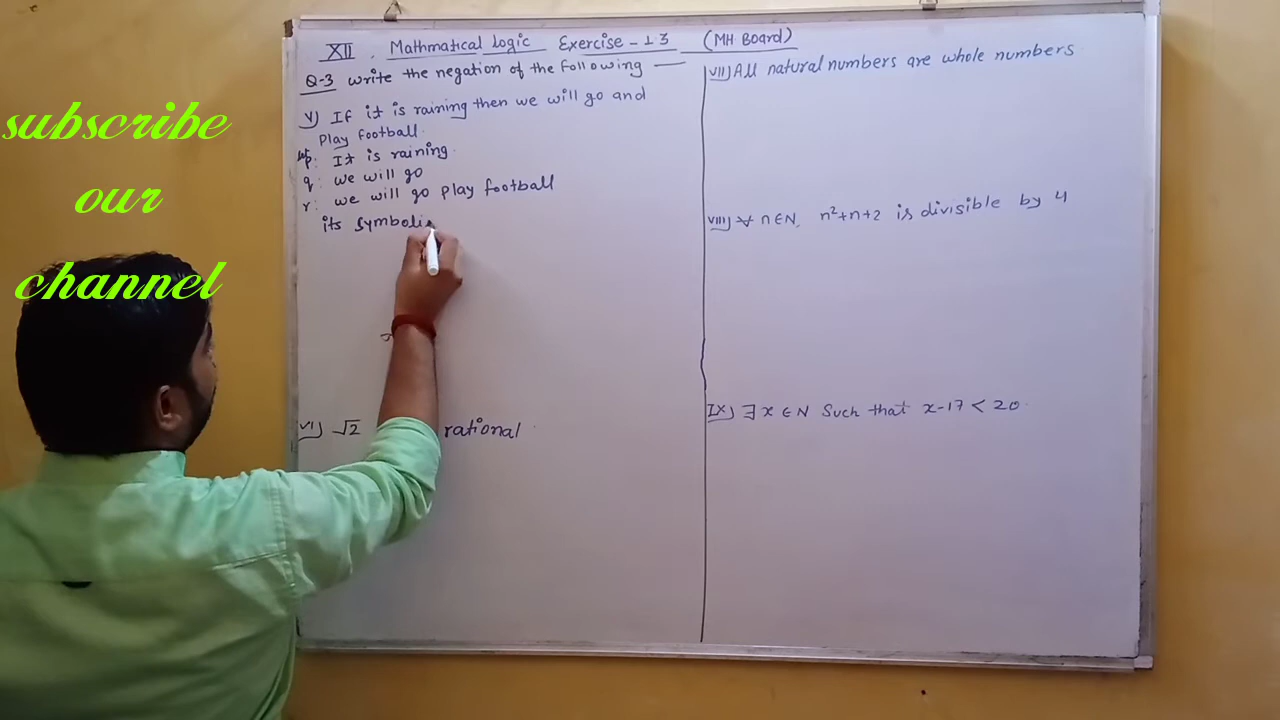 subscribe
our
channel
XII . Mathmatical logic Exercise - 1.3 (MH Board)
Q-3 write the negation of the following —
V) If it is raining then we will go and
Play football.
p: It is raining.
q: we will go
r: we will go play football
its symboli
VI) √2 rational
VII) All natural numbers are whole numbers
VIII) ∀ n∈N, n²+n+2 is divisible by 4
IX) ∃ x ∈ N Such that x-17 < 20